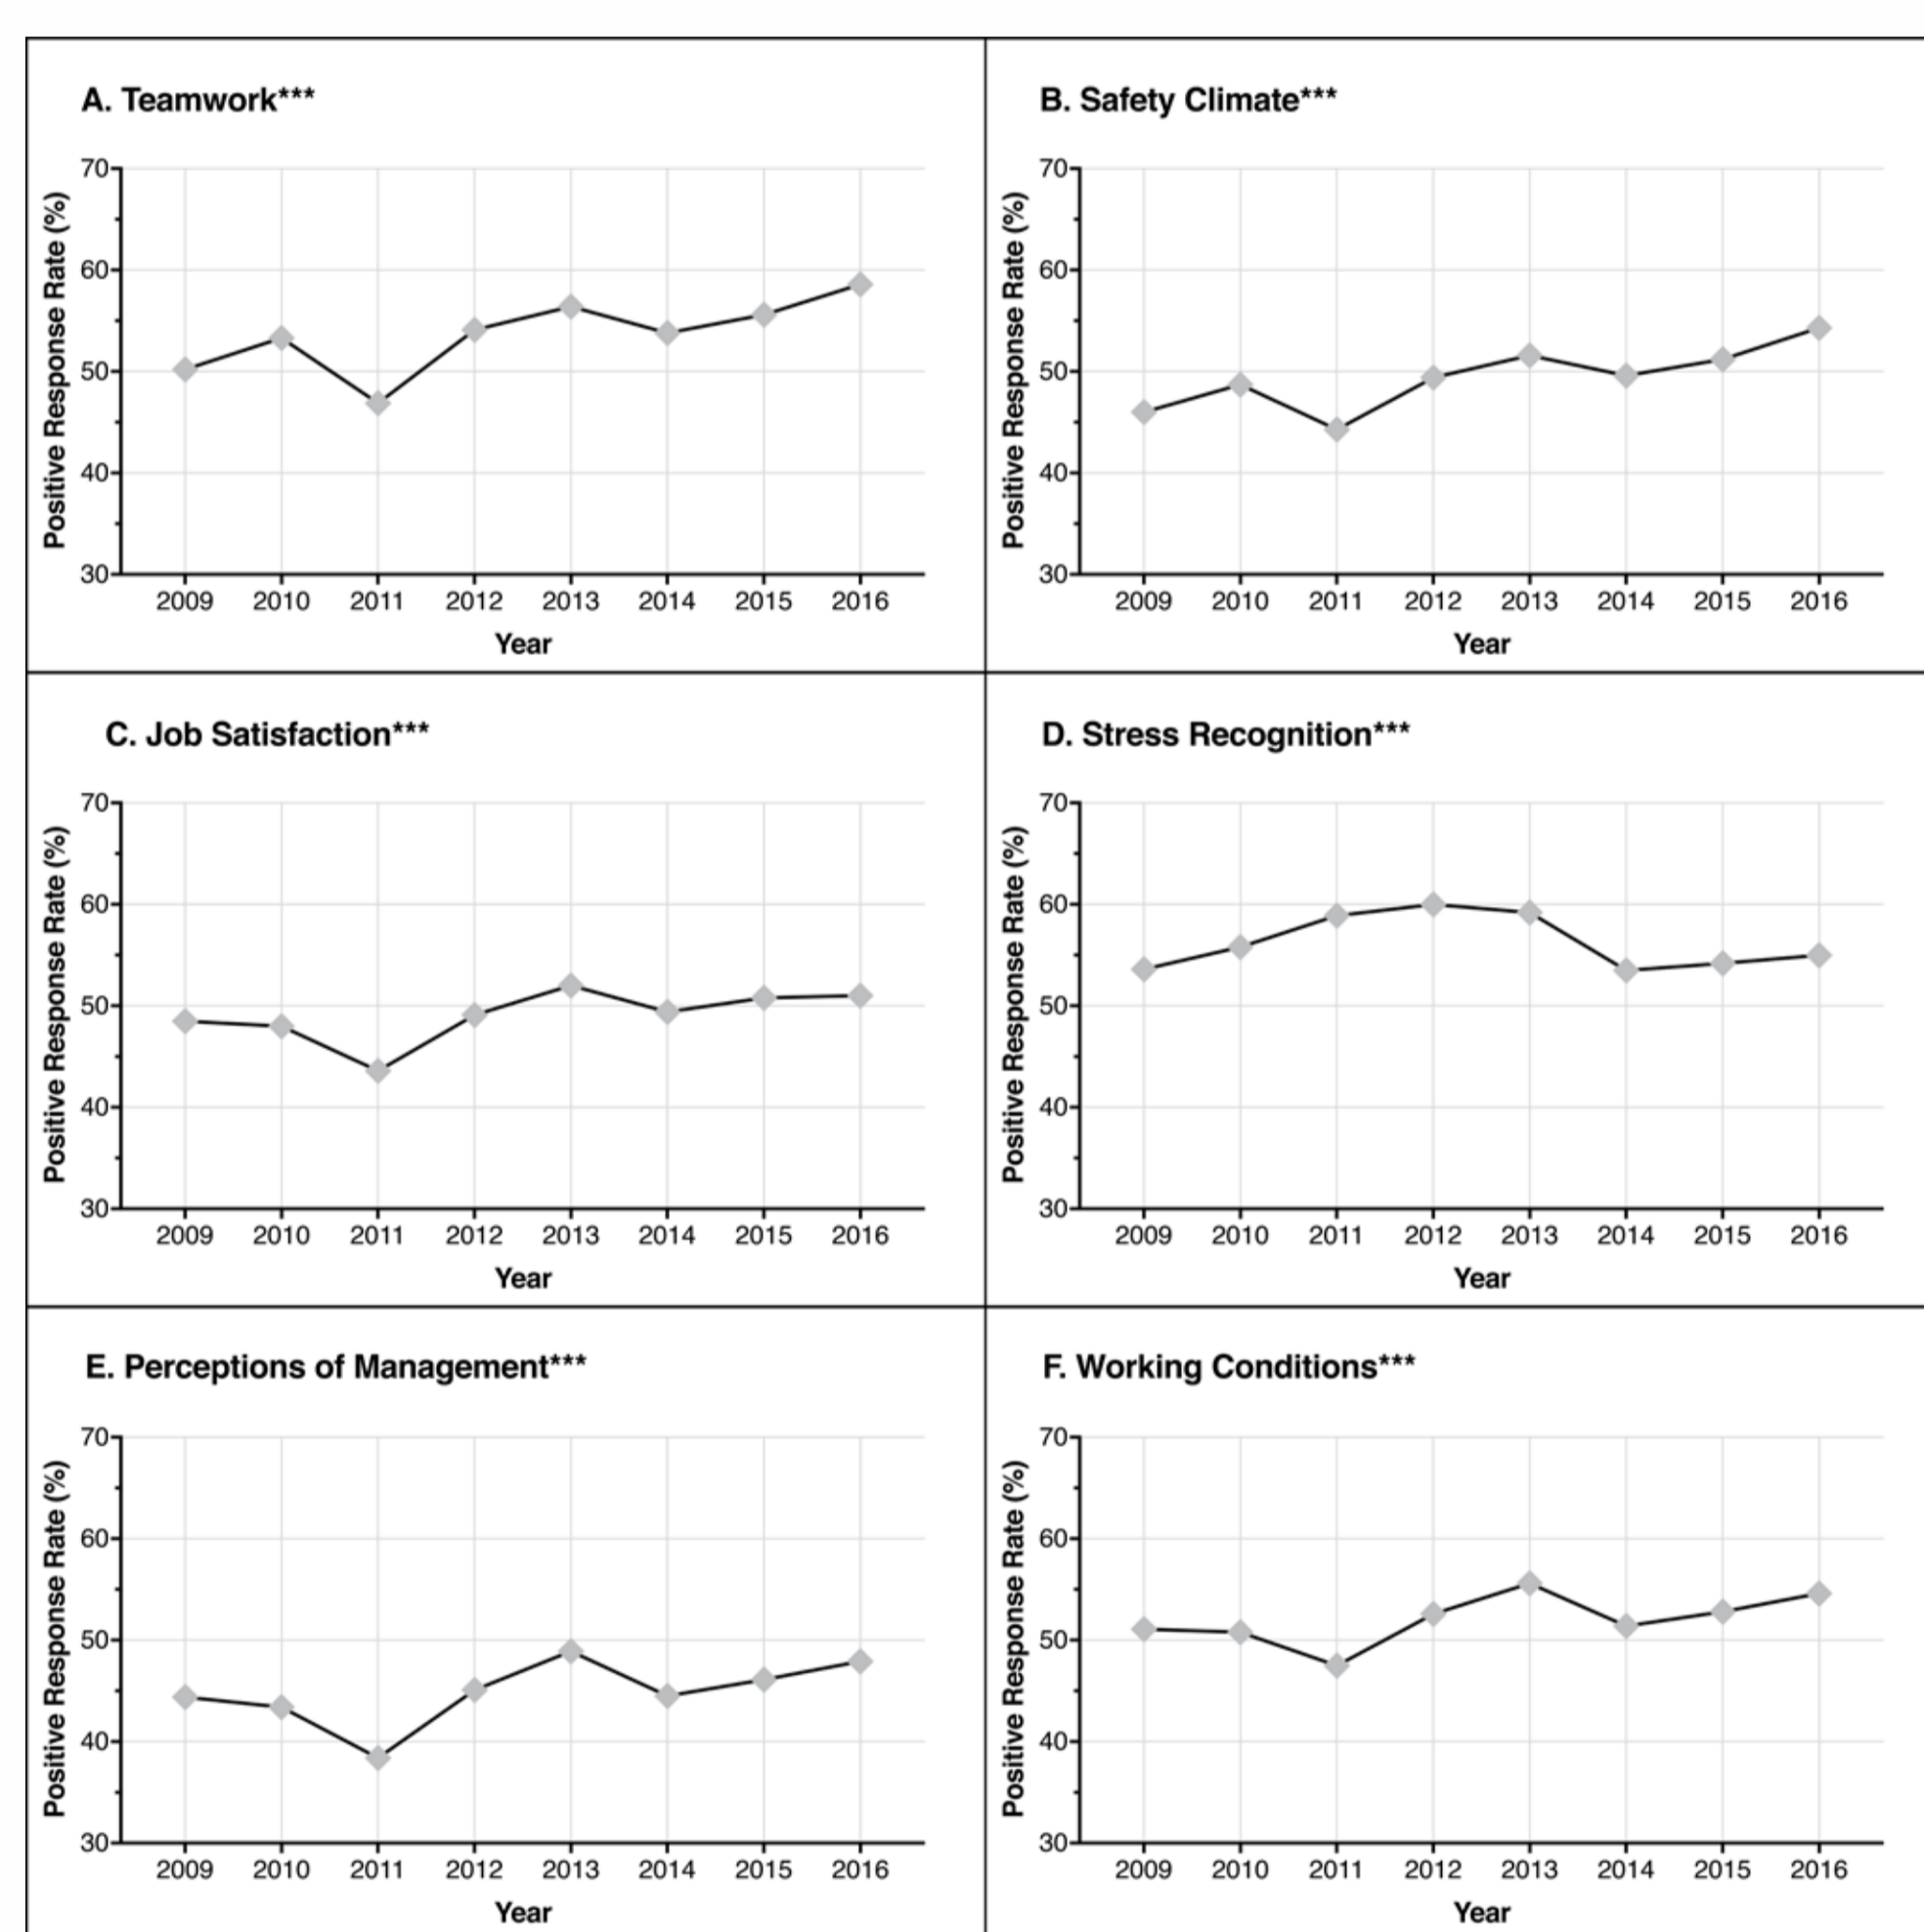 A. Teamwork***
Positive Response Rate (%)
70
60
50
40
30
2009 2010 2011 2012 2013 2014 2015 2016
Year
B. Safety Climate***
Positive Response Rate (%)
70
60
50
40
30
2009 2010 2011 2012 2013 2014 2015 2016
Year
C. Job Satisfaction***
Positive Response Rate (%)
70
60
50
40
30
2009 2010 2011 2012 2013 2014 2015 2016
Year
D. Stress Recognition***
Positive Response Rate (%)
70
60
50
40
30
2009 2010 2011 2012 2013 2014 2015 2016
Year
E. Perceptions of Management***
Positive Response Rate (%)
70
60
50
40
30
2009 2010 2011 2012 2013 2014 2015 2016
Year
F. Working Conditions***
Positive Response Rate (%)
70
60
50
40
30
2009 2010 2011 2012 2013 2014 2015 2016
Year